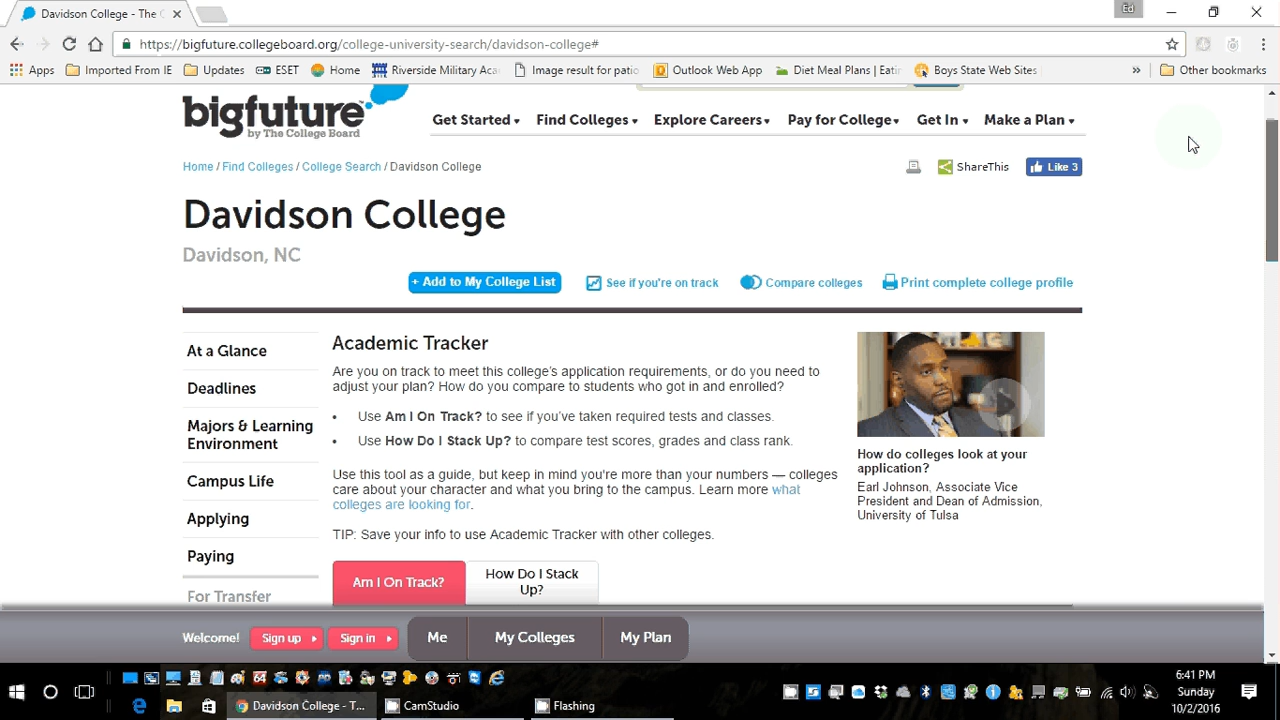 Davidson College - The C
Ed
https://bigfuture.collegeboard.org/college-university-search/davidson-college#
Apps Imported From IE Updates ESET Home Riverside Military Aca Image result for patio Outlook Web App Diet Meal Plans | Eatin Boys State Web Sites » Other bookmarks
bigfuture
by The College Board
Get Started Find Colleges Explore Careers Pay for College Get In Make a Plan
Home / Find Colleges / College Search / Davidson College
ShareThis
Like 3
Davidson College
Davidson, NC
+ Add to My College List
See if you're on track
Compare colleges
Print complete college profile
At a Glance
Deadlines
Majors & Learning
Environment
Campus Life
Applying
Paying
For Transfer
Academic Tracker
Are you on track to meet this college's application requirements, or do you need to
adjust your plan? How do you compare to students who got in and enrolled?
• Use Am I On Track? to see if you've taken required tests and classes.
• Use How Do I Stack Up? to compare test scores, grades and class rank.
Use this tool as a guide, but keep in mind you're more than your numbers — colleges
care about your character and what you bring to the campus. Learn more what
colleges are looking for.
TIP: Save your info to use Academic Tracker with other colleges.
Am I On Track?
How Do I Stack
Up?
How do colleges look at your
application?
Earl Johnson, Associate Vice
President and Dean of Admission,
University of Tulsa
Welcome! Sign up Sign in Me My Colleges My Plan
Davidson College - T...
CamStudio
Flashing
6:41 PM
Sunday
10/2/2016